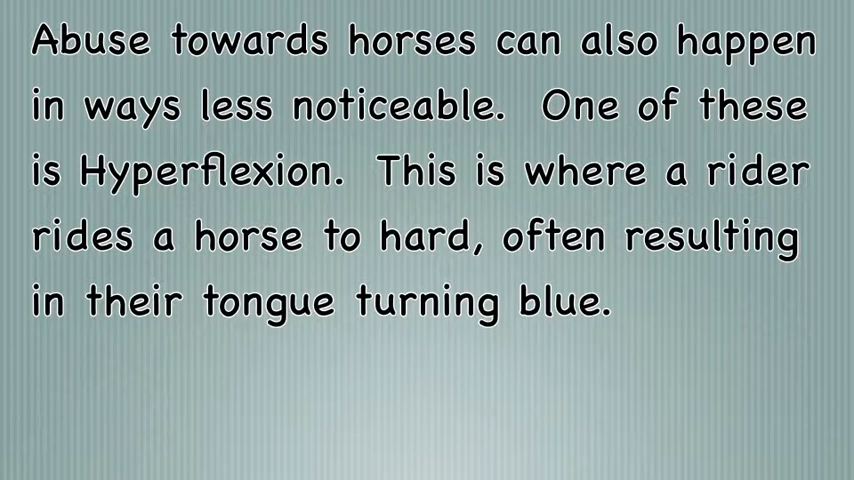 Abuse towards horses can also happen
in ways less noticeable.  One of these
is Hyperflexion.  This is where a rider
rides a horse to hard, often resulting
in their tongue turning blue.